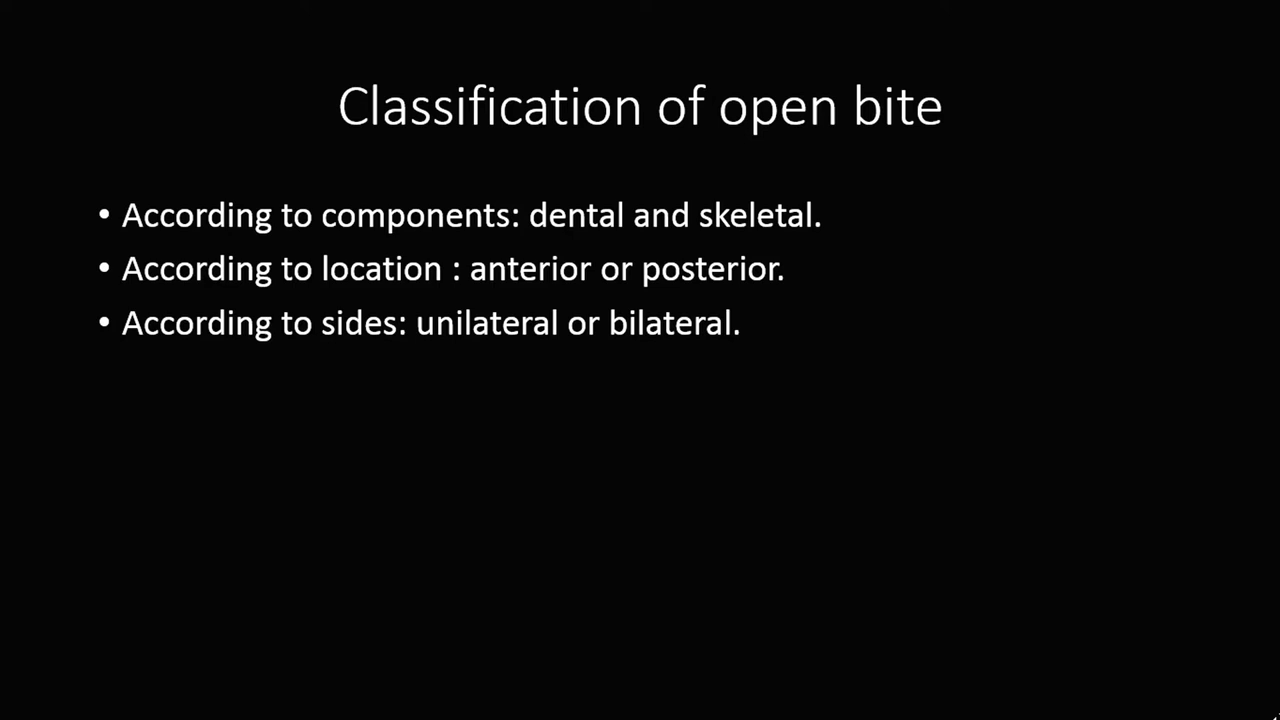 Classification of open bite
• According to components: dental and skeletal.
• According to location : anterior or posterior.
• According to sides: unilateral or bilateral.